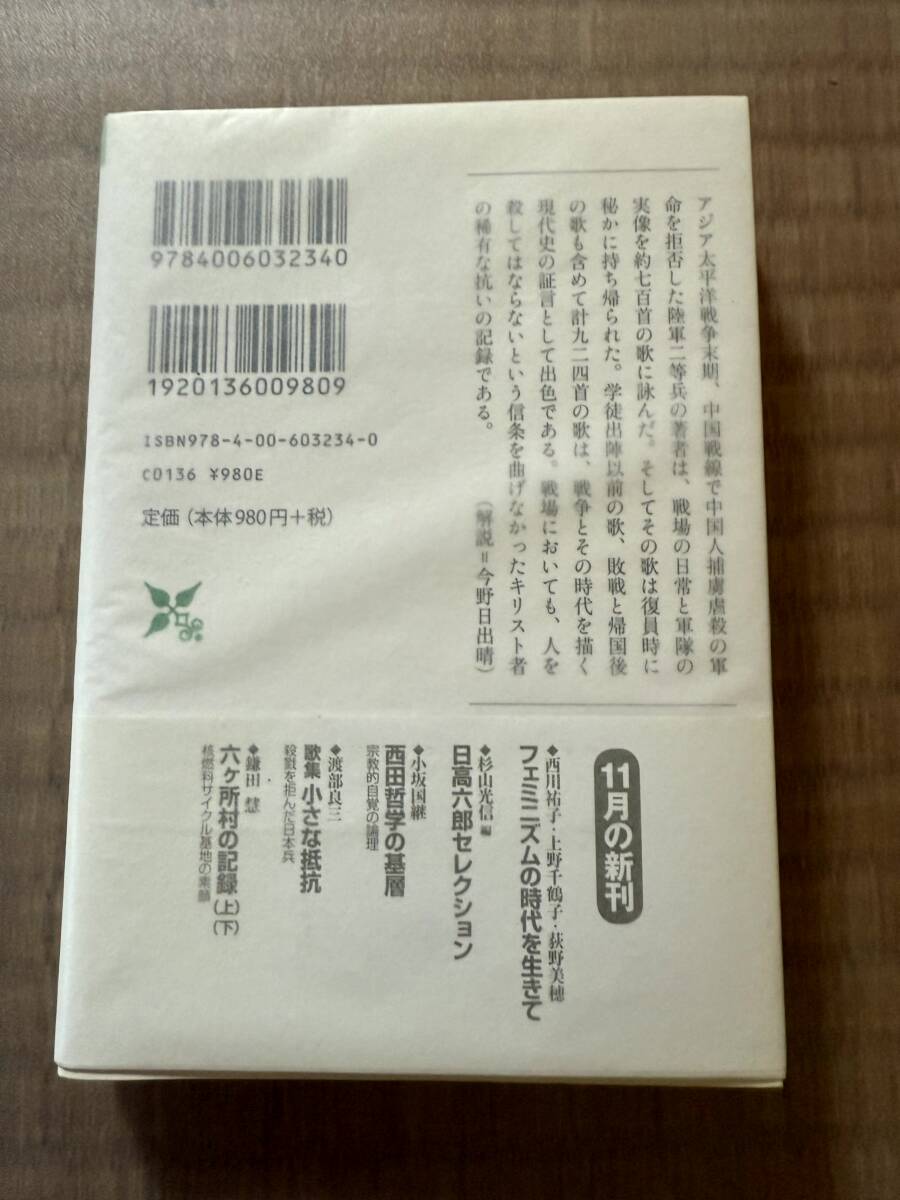 9784006032340
1920136009809
ISBN978-4-00-603234-0
C0136 ¥980E
定価(本体980円+税)
アジア太平洋戦争末期、中国戦線で中国人捕虜虐殺の軍
命を拒否した陸軍二等兵の著者は、戦場の日常と軍隊の
実像を約七百首の歌に詠んだ。そしてその歌は復員時に
秘かに持ち帰られた。学徒出陣以前の歌、敗戦と帰国後
の歌も含めて計九二四首の歌は、戦争とその時代を描く
現代史の証言として出色である。戦場においても、人を
殺してはならないという信条を曲げなかったキリスト者
の稀有な抗いの記録である。
(解説=今野日出晴)
11月の新刊
◆西川祐子・上野千鶴子・荻野美穂
フェミニズムの時代を生きて
◆杉山光信 編
日高六郎セレクション
◆小坂国継
西田哲学の基層
宗教的自覚の論理
◆渡部良三
歌集 小さな抵抗
殺戮を拒んだ日本兵
◆鎌田 慧
六ヶ所村の記録(上)(下)
核燃料サイクル基地の素顔